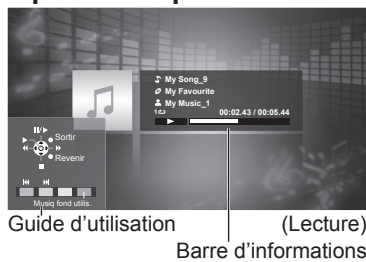 My Song_9
My Favourite
My Music_1
00:02.43 / 00:05.44
Sortir
Revenir
Musiq fond utilis.
Guide d'utilisation
(Lecture)
Barre d'informations